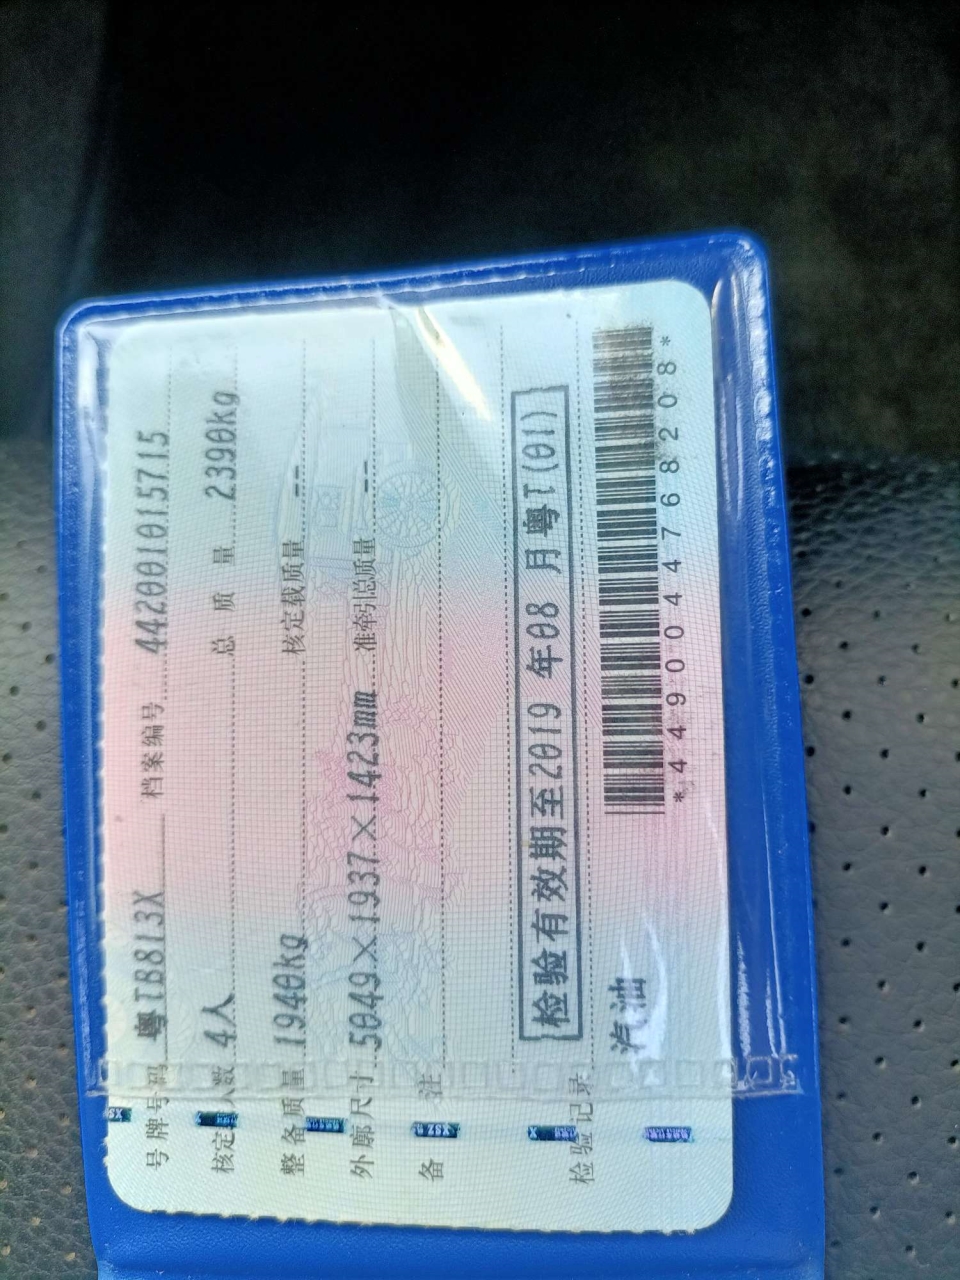 号牌号码 粤TB813X 档案编号 442001015715
核定人数 4人 总质量 2390kg
整备质量 1940kg 核定载质量 --
外廓尺寸 5049×1937×1423mm 准牵引总质量 --
备注
检验有效期至2019年08月粤T(01)
检验记录
汽油
*4490044768208*